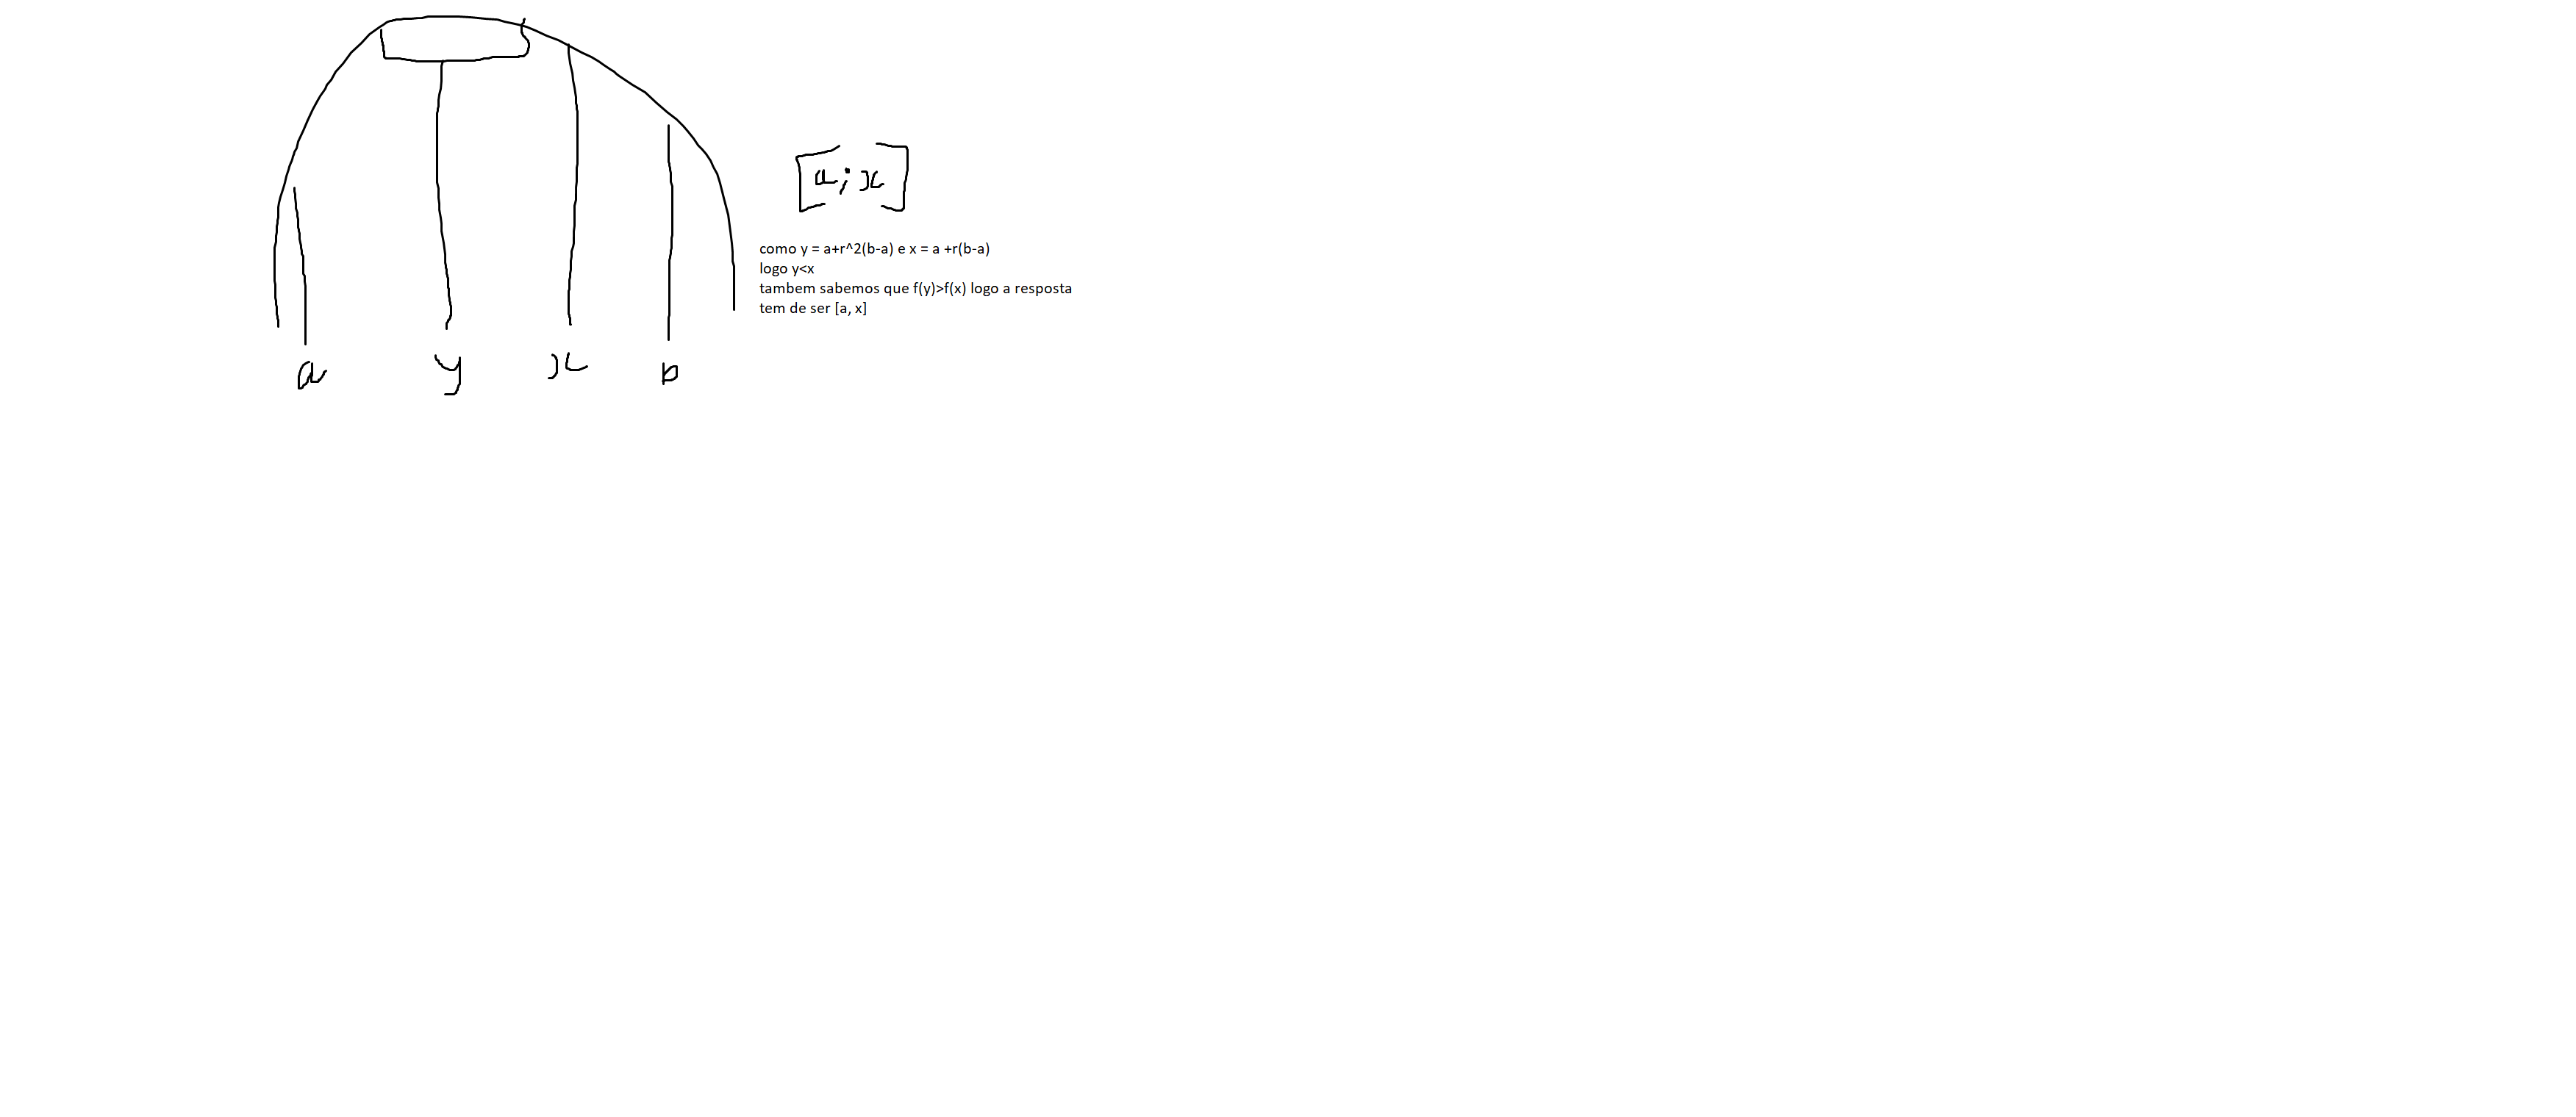 [a; x]
como y = a+r^2(b-a) e x = a +r(b-a)
logo y<x
tambem sabemos que f(y)>f(x) logo a resposta
tem de ser [a, x]
a y x b